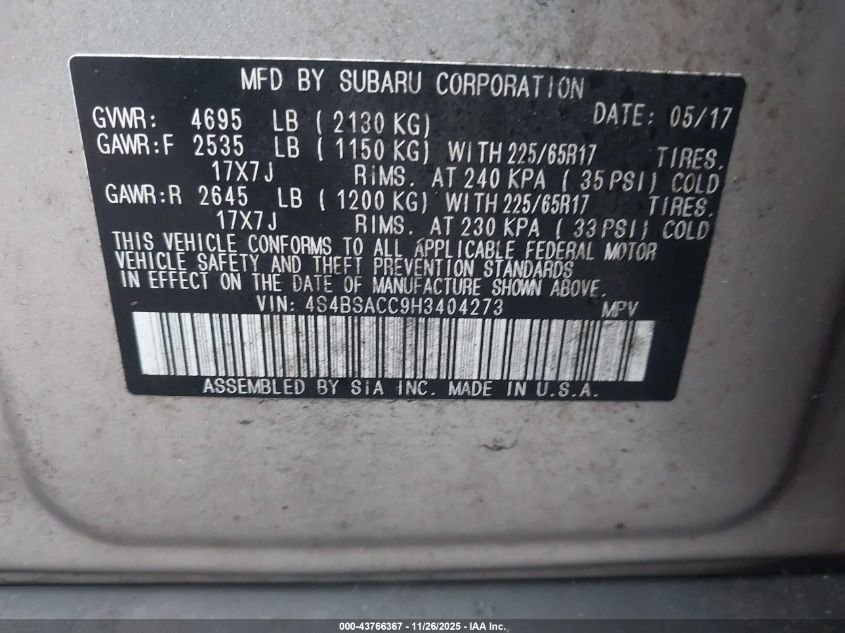 MFD BY SUBARU CORPORATION
GVWR: 4695 LB ( 2130 KG) DATE: 05/17
GAWR:F 2535 LB ( 1150 KG) WITH 225/65R17 TIRES.
17X7J RIMS. AT 240 KPA ( 35 PSI) COLD
GAWR:R 2645 LB ( 1200 KG) WITH 225/65R17 TIRES.
17X7J RIMS. AT 230 KPA ( 33 PSI) COLD
THIS VEHICLE CONFORMS TO ALL APPLICABLE FEDERAL MOTOR
VEHICLE SAFETY AND THEFT PREVENTION STANDARDS
IN EFFECT ON THE DATE OF MANUFACTURE SHOWN ABOVE.
VIN: 4S4BSACC9H3404273 MPV
ASSEMBLED BY SIA INC. MADE IN U.S.A.
000-43766367 - 11/26/2025 - IAA Inc.